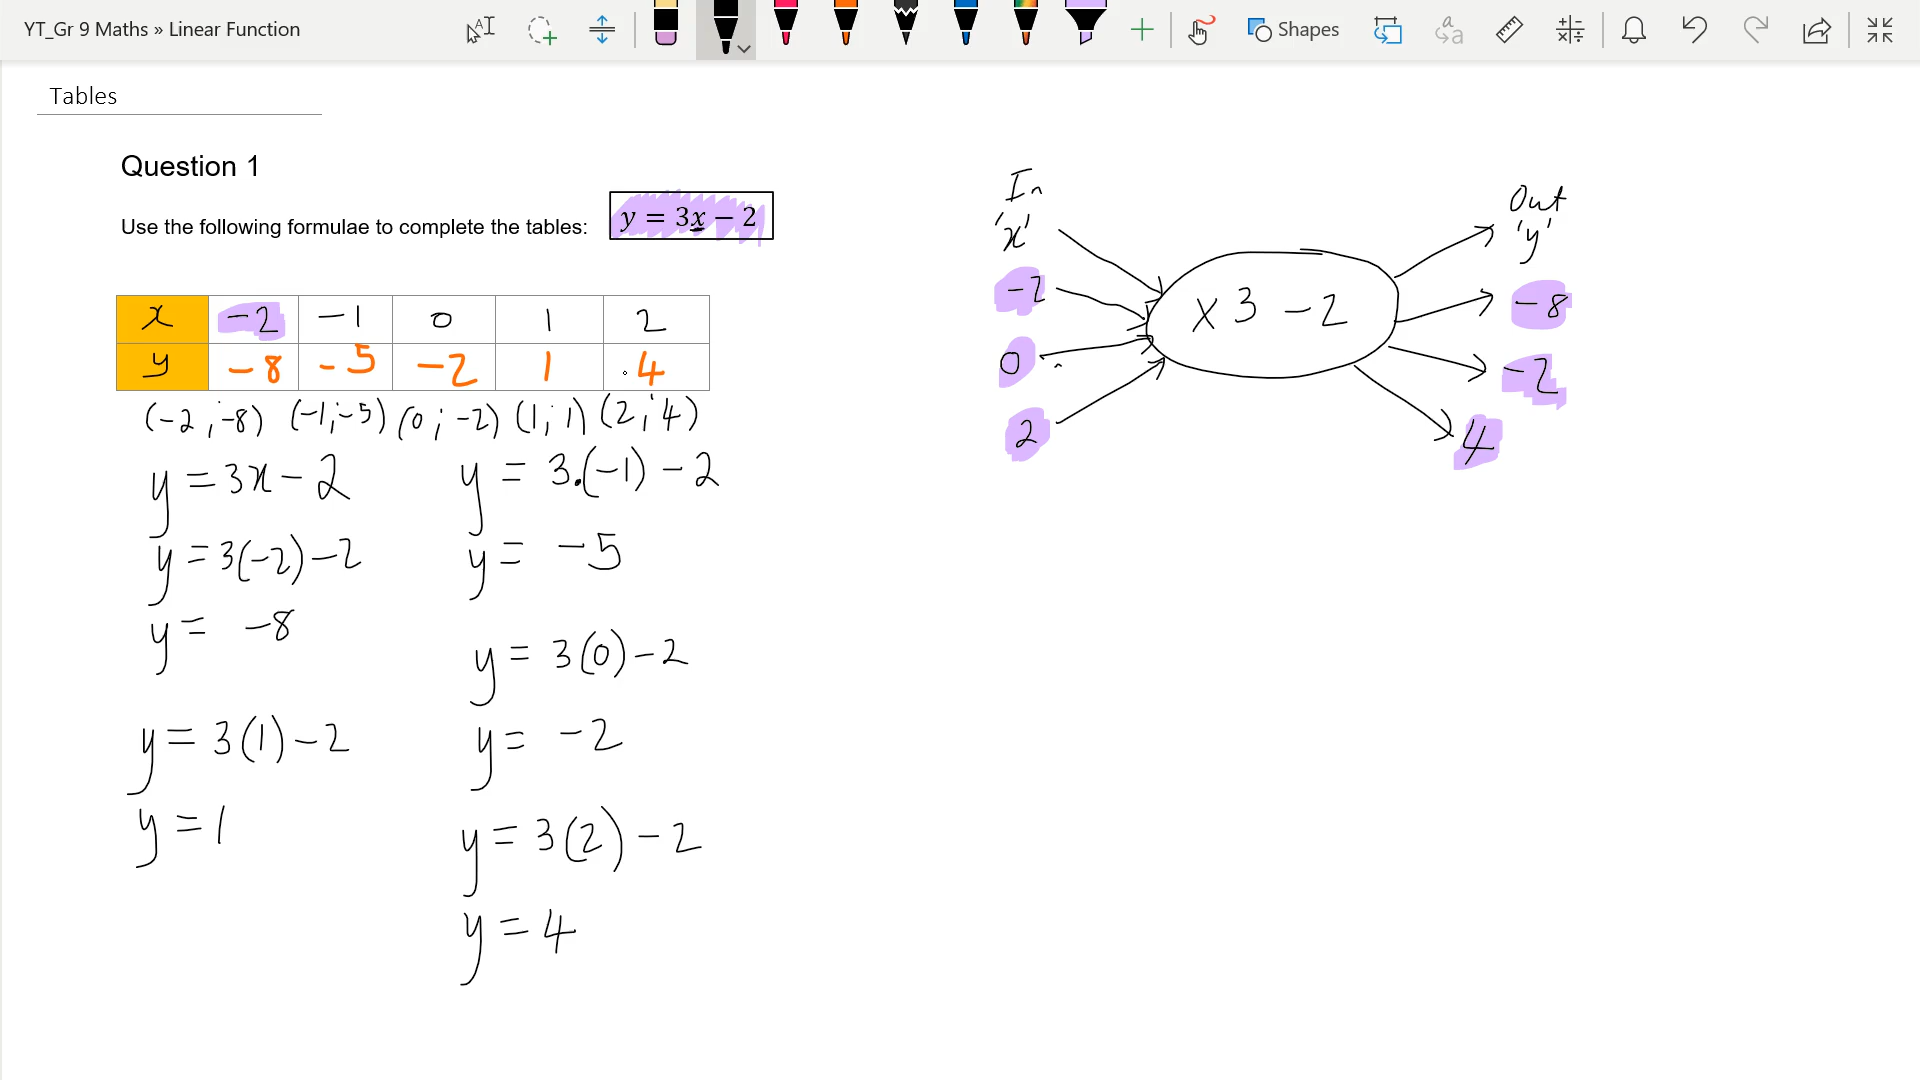 YT_Gr 9 Maths » Linear Function
Shapes
Tables
Question 1
Use the following formulae to complete the tables: y = 3x − 2
x −2 −1 0 1 2
y −8 −5 −2 1 4
(−2 ; −8) (−1 ; −5) (0 ; −2) (1 ; 1) (2 ; 4)
y = 3x − 2
y = 3(−2) − 2
y = −8
y = 3(1) − 2
y = 1
y = 3.(−1) − 2
y = −5
y = 3(0) − 2
y = −2
y = 3(2) − 2
y = 4
In
'x'
−2
0
2
× 3 − 2
Out
'y'
−8
−2
4